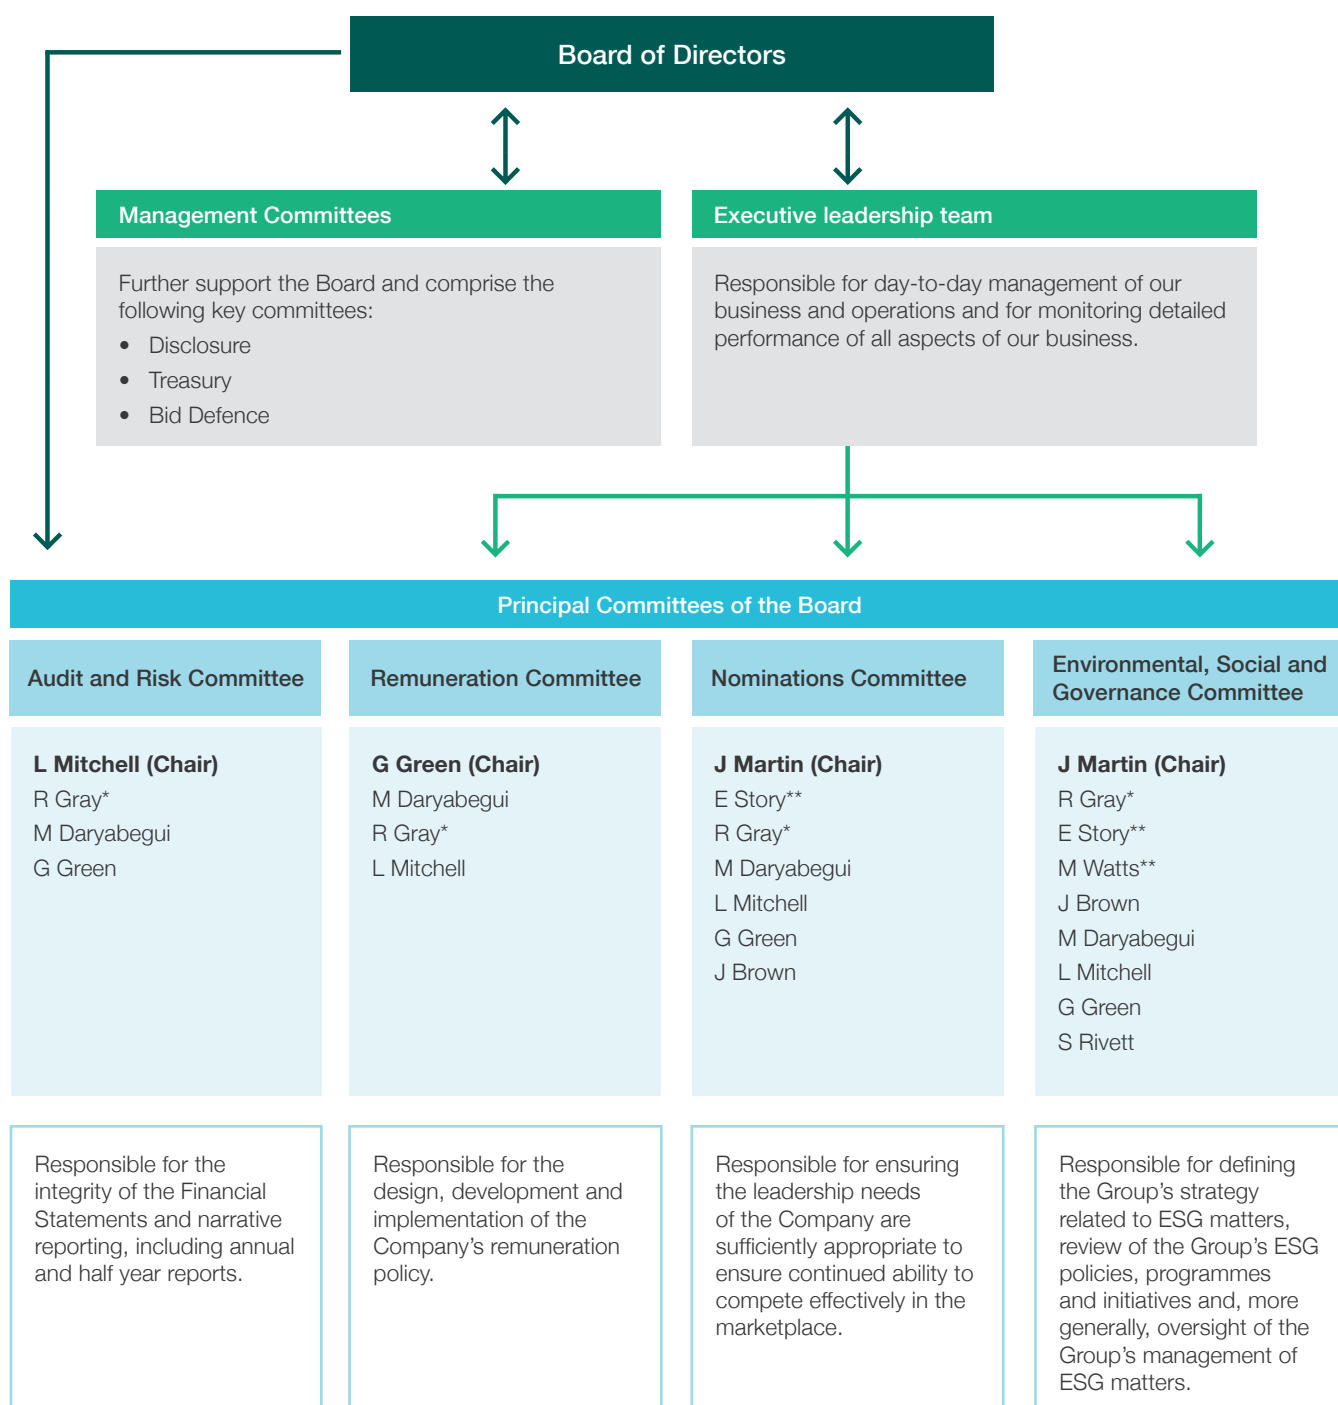 Board of Directors
Management Committees
Further support the Board and comprise the
following key committees:
• Disclosure
• Treasury
• Bid Defence
Executive leadership team
Responsible for day-to-day management of our
business and operations and for monitoring detailed
performance of all aspects of our business.
Principal Committees of the Board
Audit and Risk Committee
L Mitchell (Chair)
R Gray*
M Daryabegui
G Green
Responsible for the
integrity of the Financial
Statements and narrative
reporting, including annual
and half year reports.
Remuneration Committee
G Green (Chair)
M Daryabegui
R Gray*
L Mitchell
Responsible for the
design, development and
implementation of the
Company’s remuneration
policy.
Nominations Committee
J Martin (Chair)
E Story**
R Gray*
M Daryabegui
L Mitchell
G Green
J Brown
Responsible for ensuring
the leadership needs
of the Company are
sufficiently appropriate to
ensure continued ability to
compete effectively in the
marketplace.
Environmental, Social and
Governance Committee
J Martin (Chair)
R Gray*
E Story**
M Watts**
J Brown
M Daryabegui
L Mitchell
G Green
S Rivett
Responsible for defining
the Group’s strategy
related to ESG matters,
review of the Group’s ESG
policies, programmes
and initiatives and, more
generally, oversight of the
Group’s management of
ESG matters.